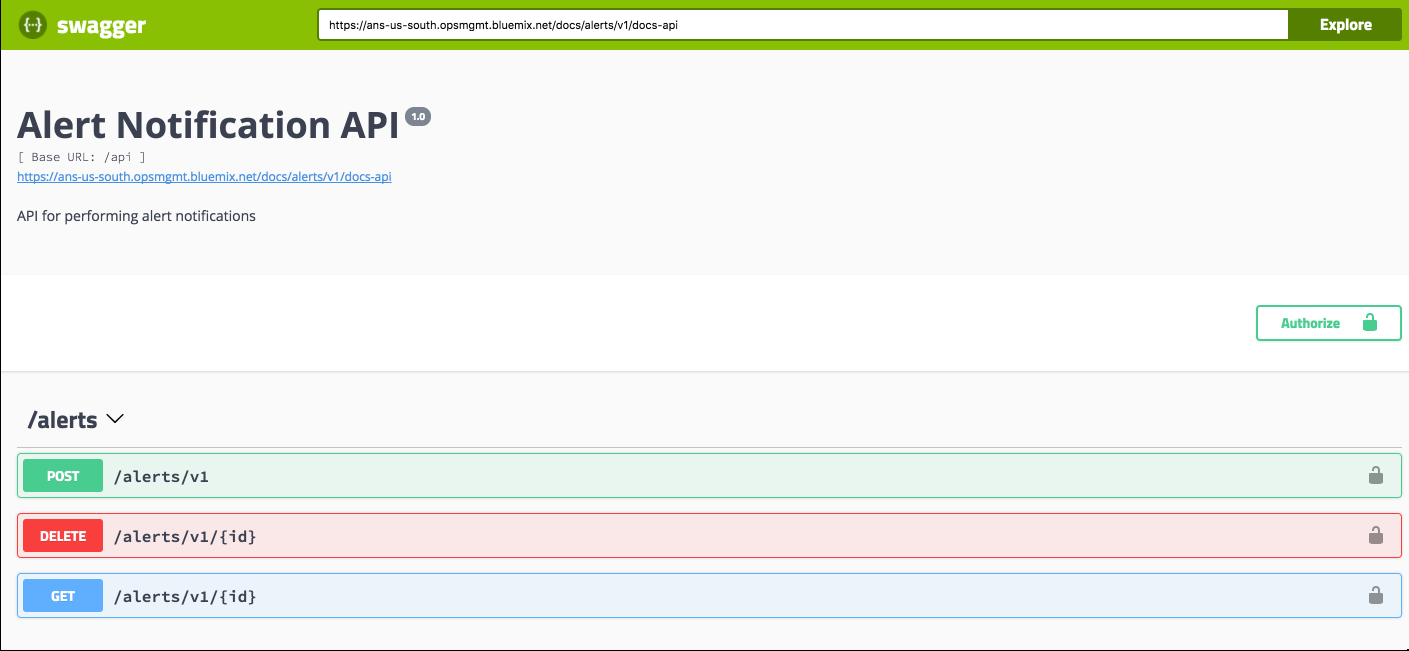 swagger
https://ans-us-south.opsmgmt.bluemix.net/docs/alerts/v1/docs-api
Explore
Alert Notification API 1.0
[ Base URL: /api ]
https://ans-us-south.opsmgmt.bluemix.net/docs/alerts/v1/docs-api
API for performing alert notifications
Authorize
/alerts
POST /alerts/v1
DELETE /alerts/v1/{id}
GET /alerts/v1/{id}